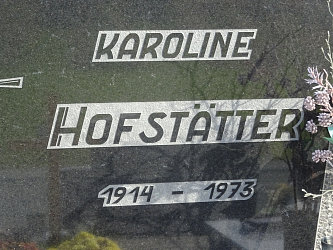 KAROLINE
HOFSTÄTTER
1914 - 1973